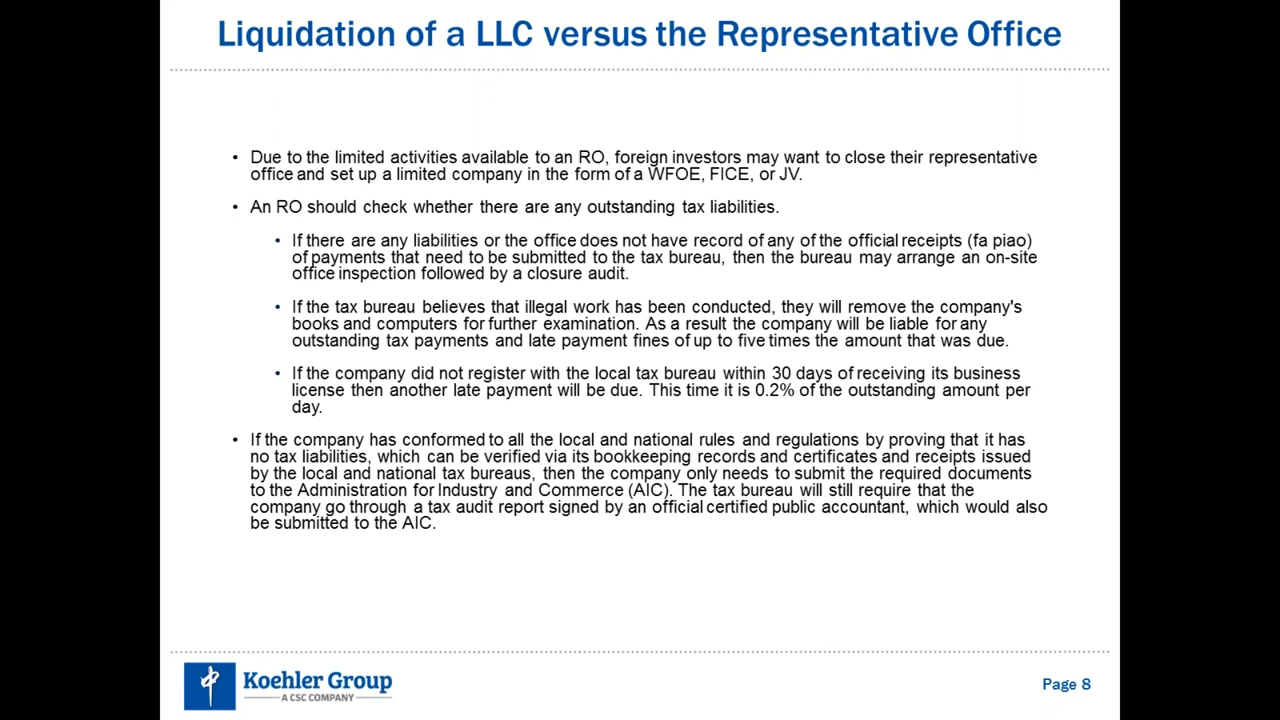 Liquidation of a LLC versus the Representative Office
• Due to the limited activities available to an RO, foreign investors may want to close their representative
office and set up a limited company in the form of a WFOE, FICE, or JV.
• An RO should check whether there are any outstanding tax liabilities.
• If there are any liabilities or the office does not have record of any of the official receipts (fa piao)
of payments that need to be submitted to the tax bureau, then the bureau may arrange an on-site
office inspection followed by a closure audit.
• If the tax bureau believes that illegal work has been conducted, they will remove the company's
books and computers for further examination. As a result the company will be liable for any
outstanding tax payments and late payment fines of up to five times the amount that was due.
• If the company did not register with the local tax bureau within 30 days of receiving its business
license then another late payment will be due. This time it is 0.2% of the outstanding amount per
day.
• If the company has conformed to all the local and national rules and regulations by proving that it has
no tax liabilities, which can be verified via its bookkeeping records and certificates and receipts issued
by the local and national tax bureaus, then the company only needs to submit the required documents
to the Administration for Industry and Commerce (AIC). The tax bureau will still require that the
company go through a tax audit report signed by an official certified public accountant, which would also
be submitted to the AIC.
Koehler Group
A CSC COMPANY
Page 8